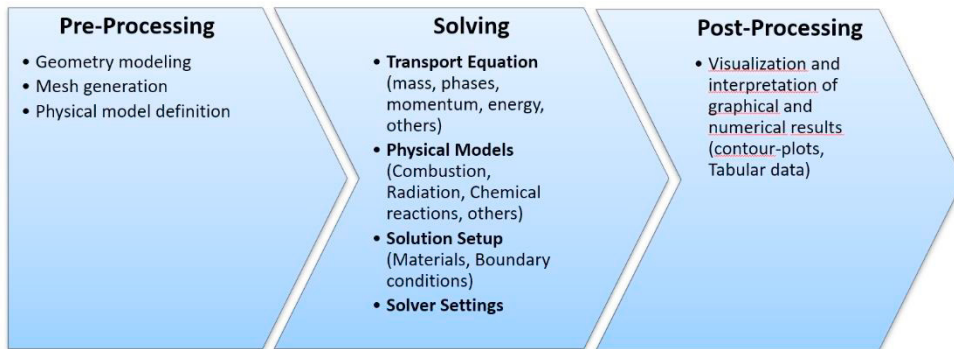 Pre-Processing
• Geometry modeling
• Mesh generation
• Physical model definition
Solving
• Transport Equation
(mass, phases,
momentum, energy,
others)
• Physical Models
(Combustion,
Radiation, Chemical
reactions, others)
• Solution Setup
(Materials, Boundary
conditions)
• Solver Settings
Post-Processing
• Visualization and
interpretation of
graphical and
numerical results
(contour-plots,
Tabular data)